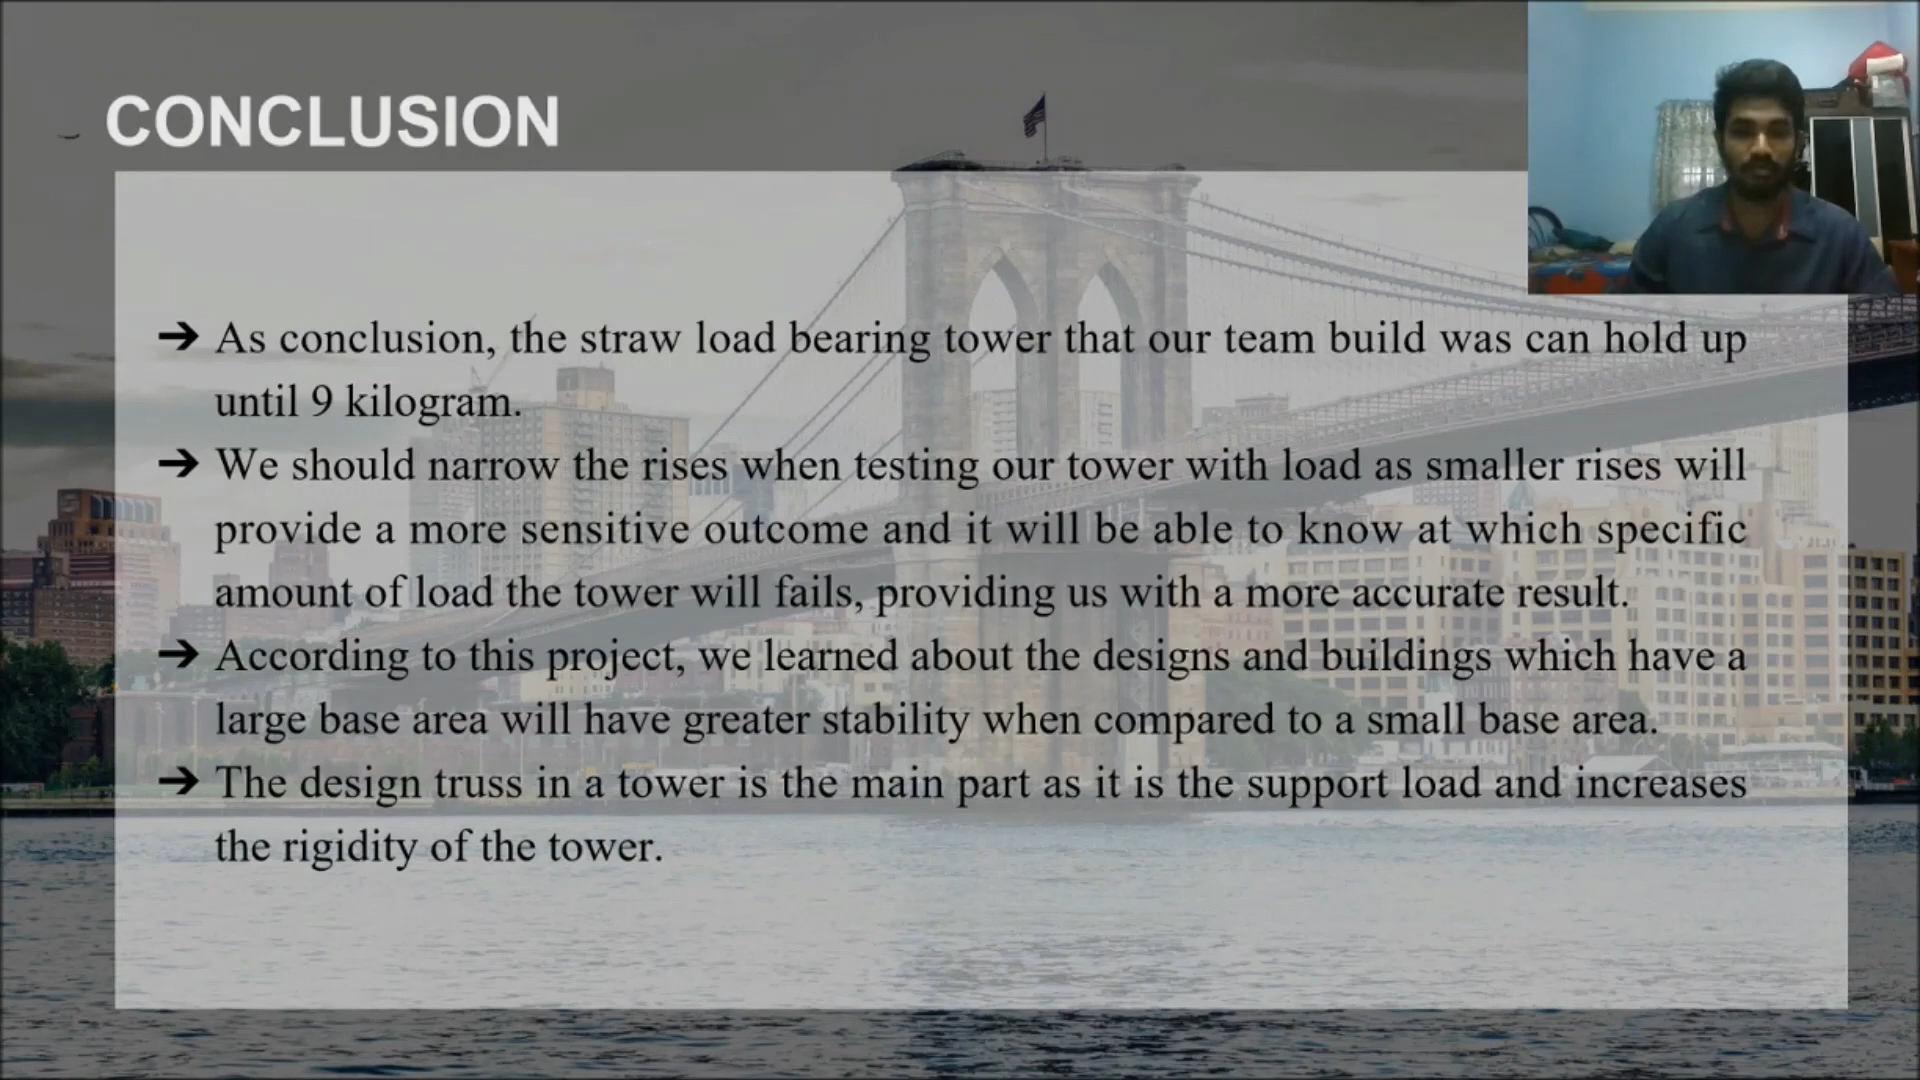 CONCLUSION
➔ As conclusion, the straw load bearing tower that our team build was can hold up
until 9 kilogram.
➔ We should narrow the rises when testing our tower with load as smaller rises will
provide a more sensitive outcome and it will be able to know at which specific
amount of load the tower will fails, providing us with a more accurate result.
➔ According to this project, we learned about the designs and buildings which have a
large base area will have greater stability when compared to a small base area.
➔ The design truss in a tower is the main part as it is the support load and increases
the rigidity of the tower.